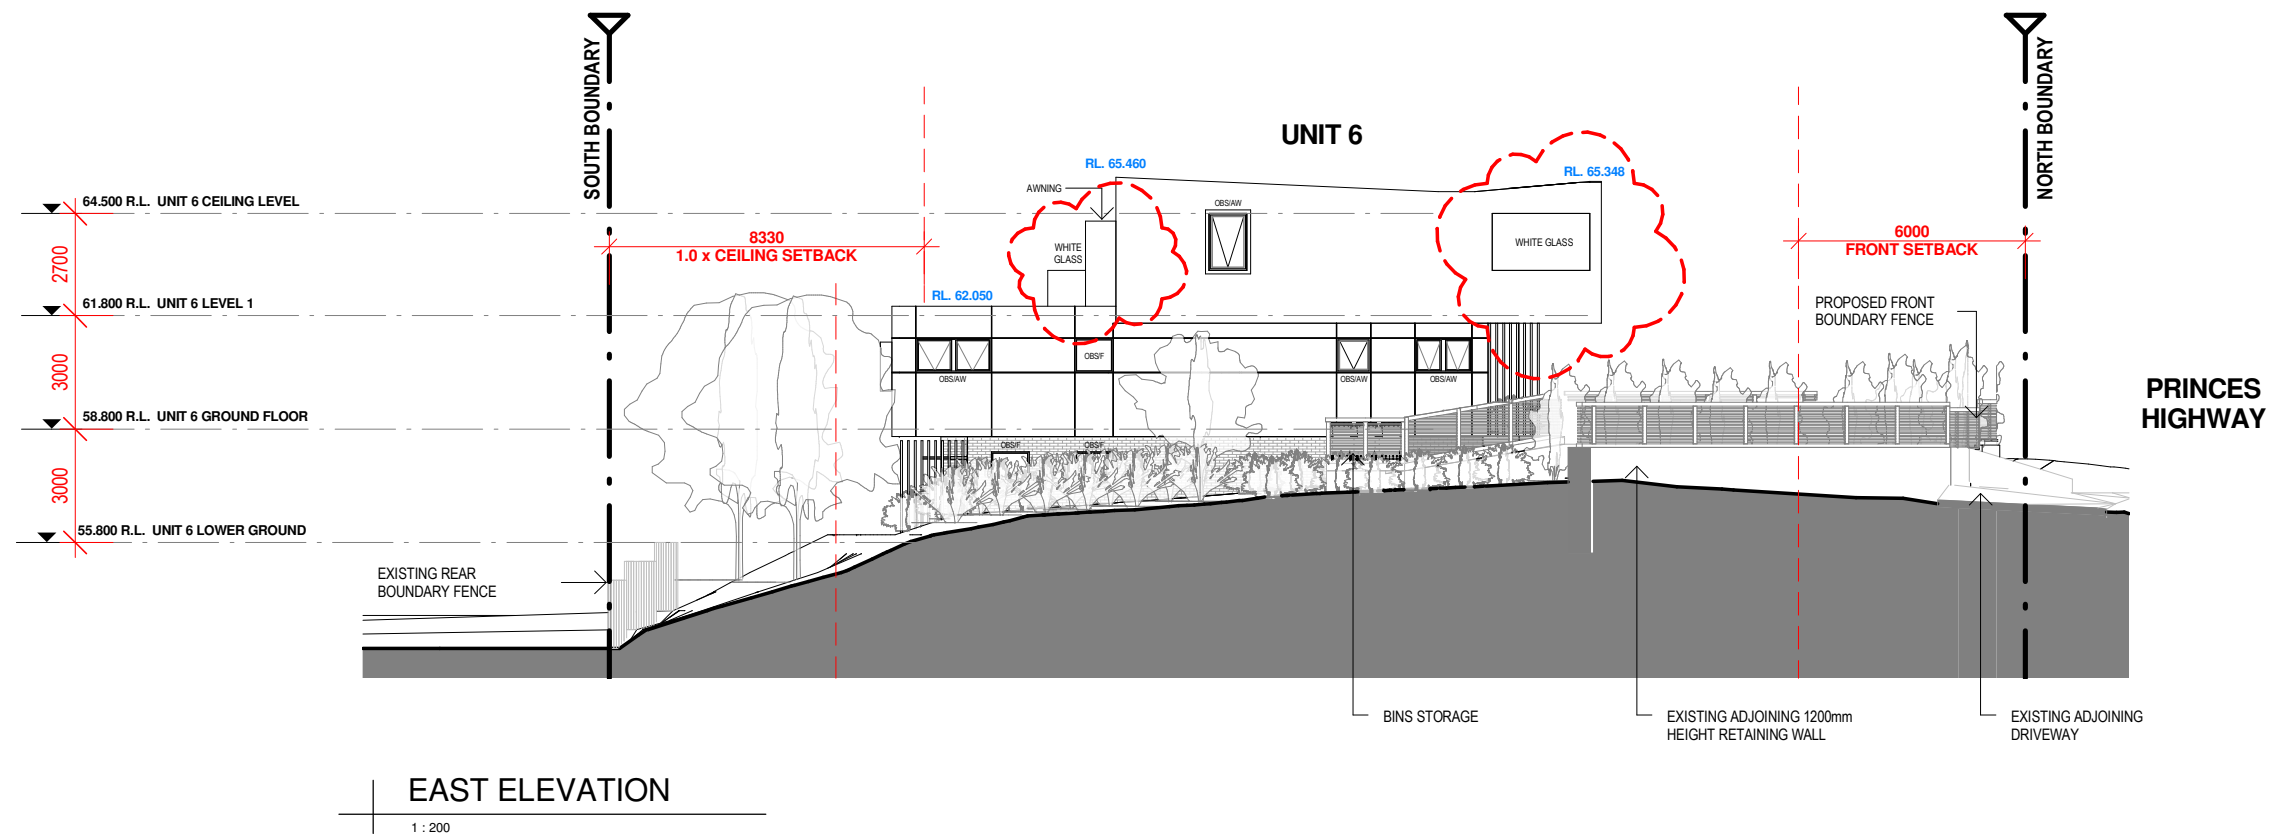 SOUTH BOUNDARY
NORTH BOUNDARY
UNIT 6
RL. 65.460
RL. 65.348
AWNING
64.500 R.L.  UNIT 6 CEILING LEVEL
OBS/AW
8330
1.0 x CEILING SETBACK
WHITE
GLASS
WHITE GLASS
6000
FRONT SETBACK
2700
RL. 62.050
61.800 R.L.  UNIT 6 LEVEL 1
PROPOSED FRONT
BOUNDARY FENCE
OBS/F
OBS/AW
OBS/AW
OBS/AW
3000
PRINCES
HIGHWAY
58.800 R.L.  UNIT 6 GROUND FLOOR
OBS/F
OBS/F
3000
55.800 R.L.  UNIT 6 LOWER GROUND
EXISTING REAR
BOUNDARY FENCE
BINS STORAGE
EXISTING ADJOINING 1200mm
HEIGHT RETAINING WALL
EXISTING ADJOINING
DRIVEWAY
EAST ELEVATION
1 : 200